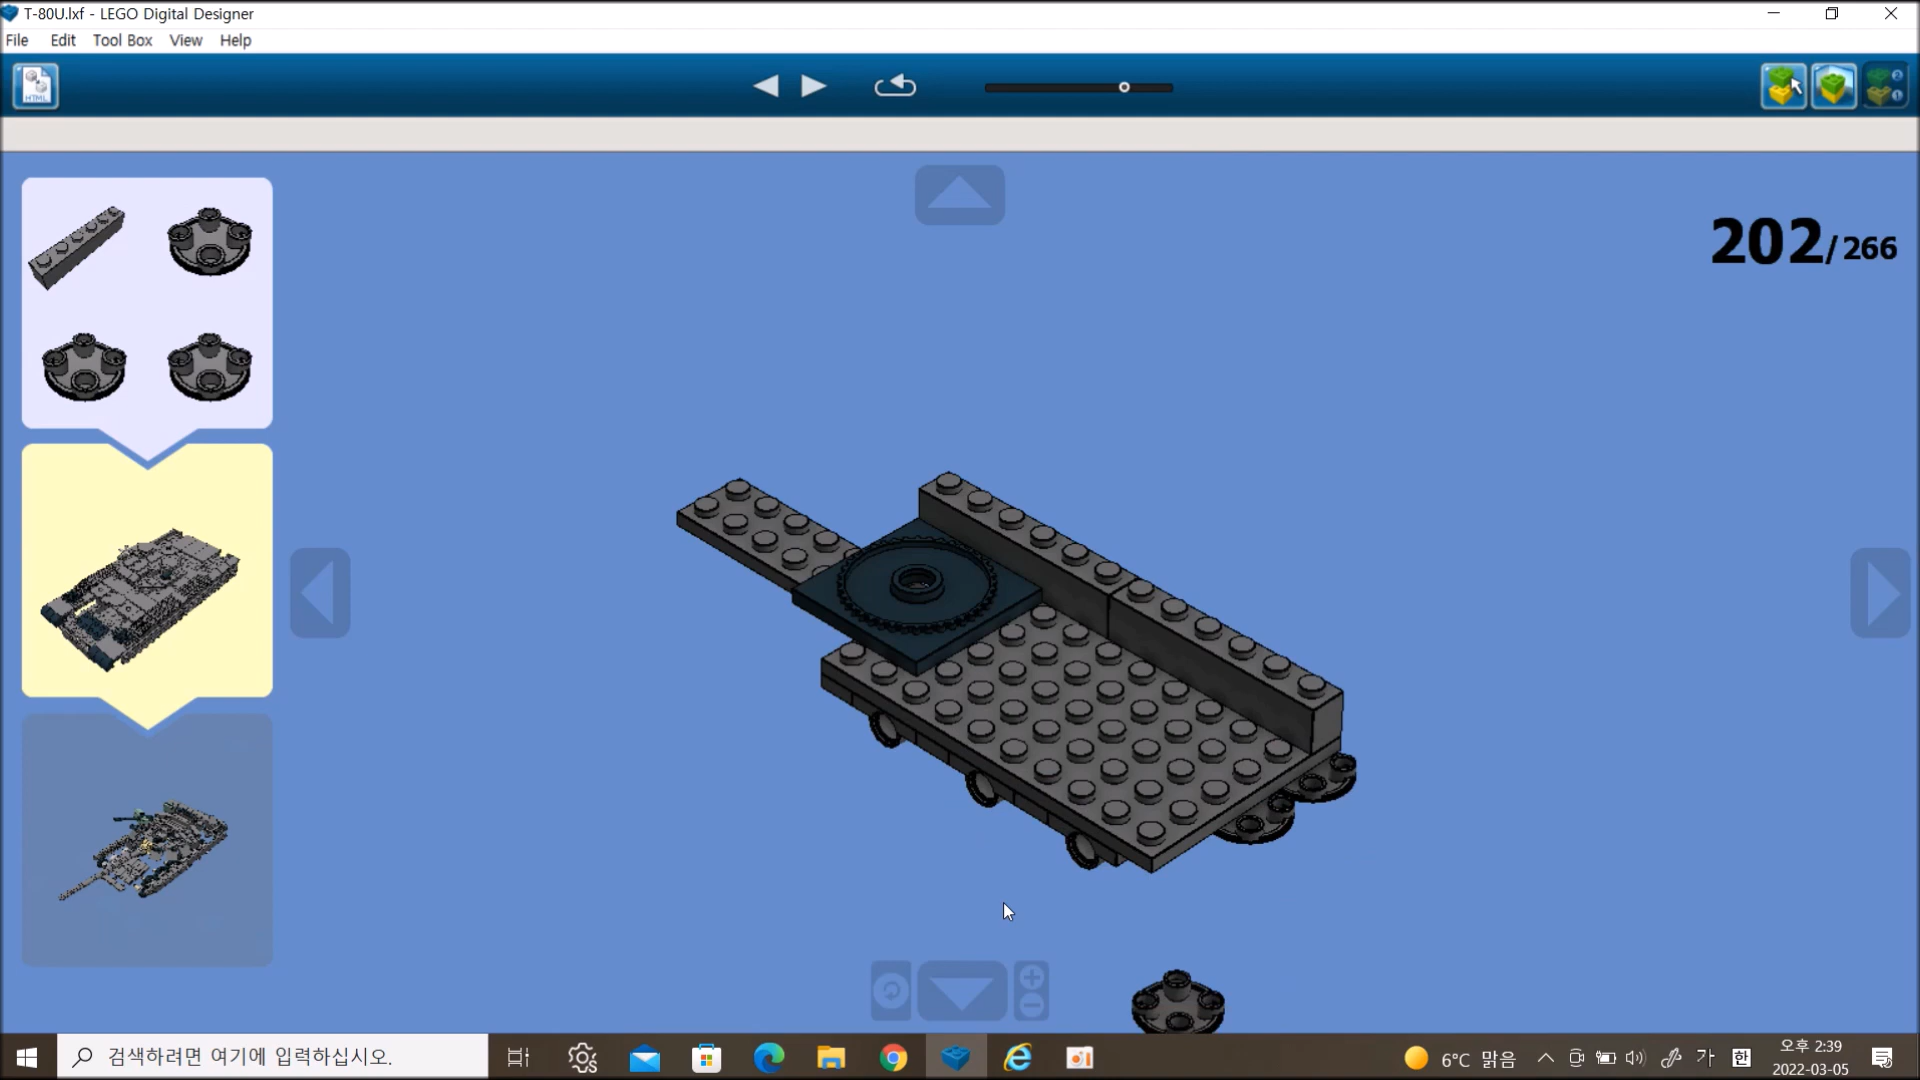 T-80U.lxf - LEGO Digital Designer
File Edit Tool Box View Help
HTML
202/266
검색하려면 여기에 입력하십시오.
6°C 맑음
가
한
오후 2:39
2022-03-05